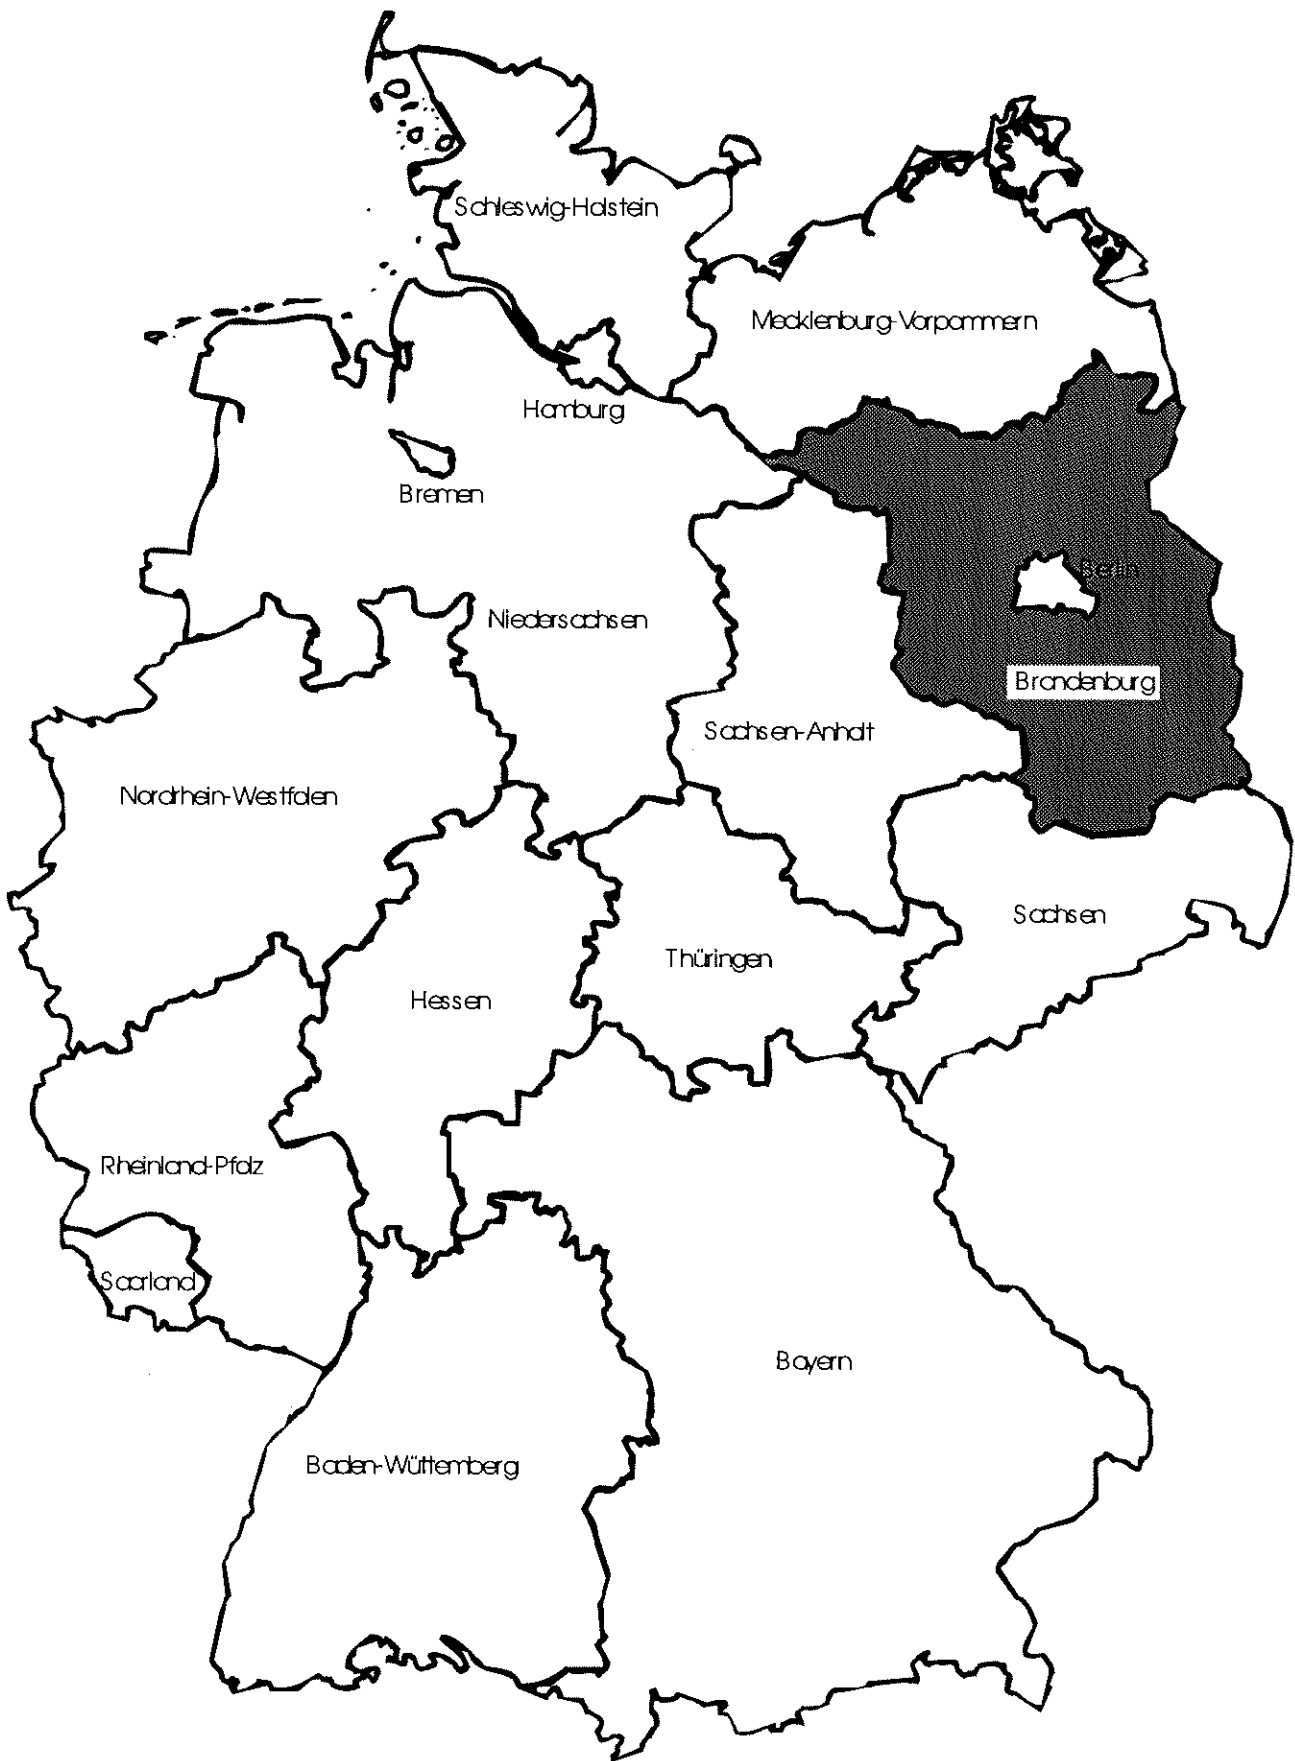 Schleswig-Holstein
Mecklenburg-Vorpommern
Hamburg
Bremen
Berlin
Niedersachsen
Brandenburg
Sachsen-Anhalt
Nordrhein-Westfalen
Sachsen
Thüringen
Hessen
Rheinland-Pfalz
Saarland
Bayern
Baden-Württemberg